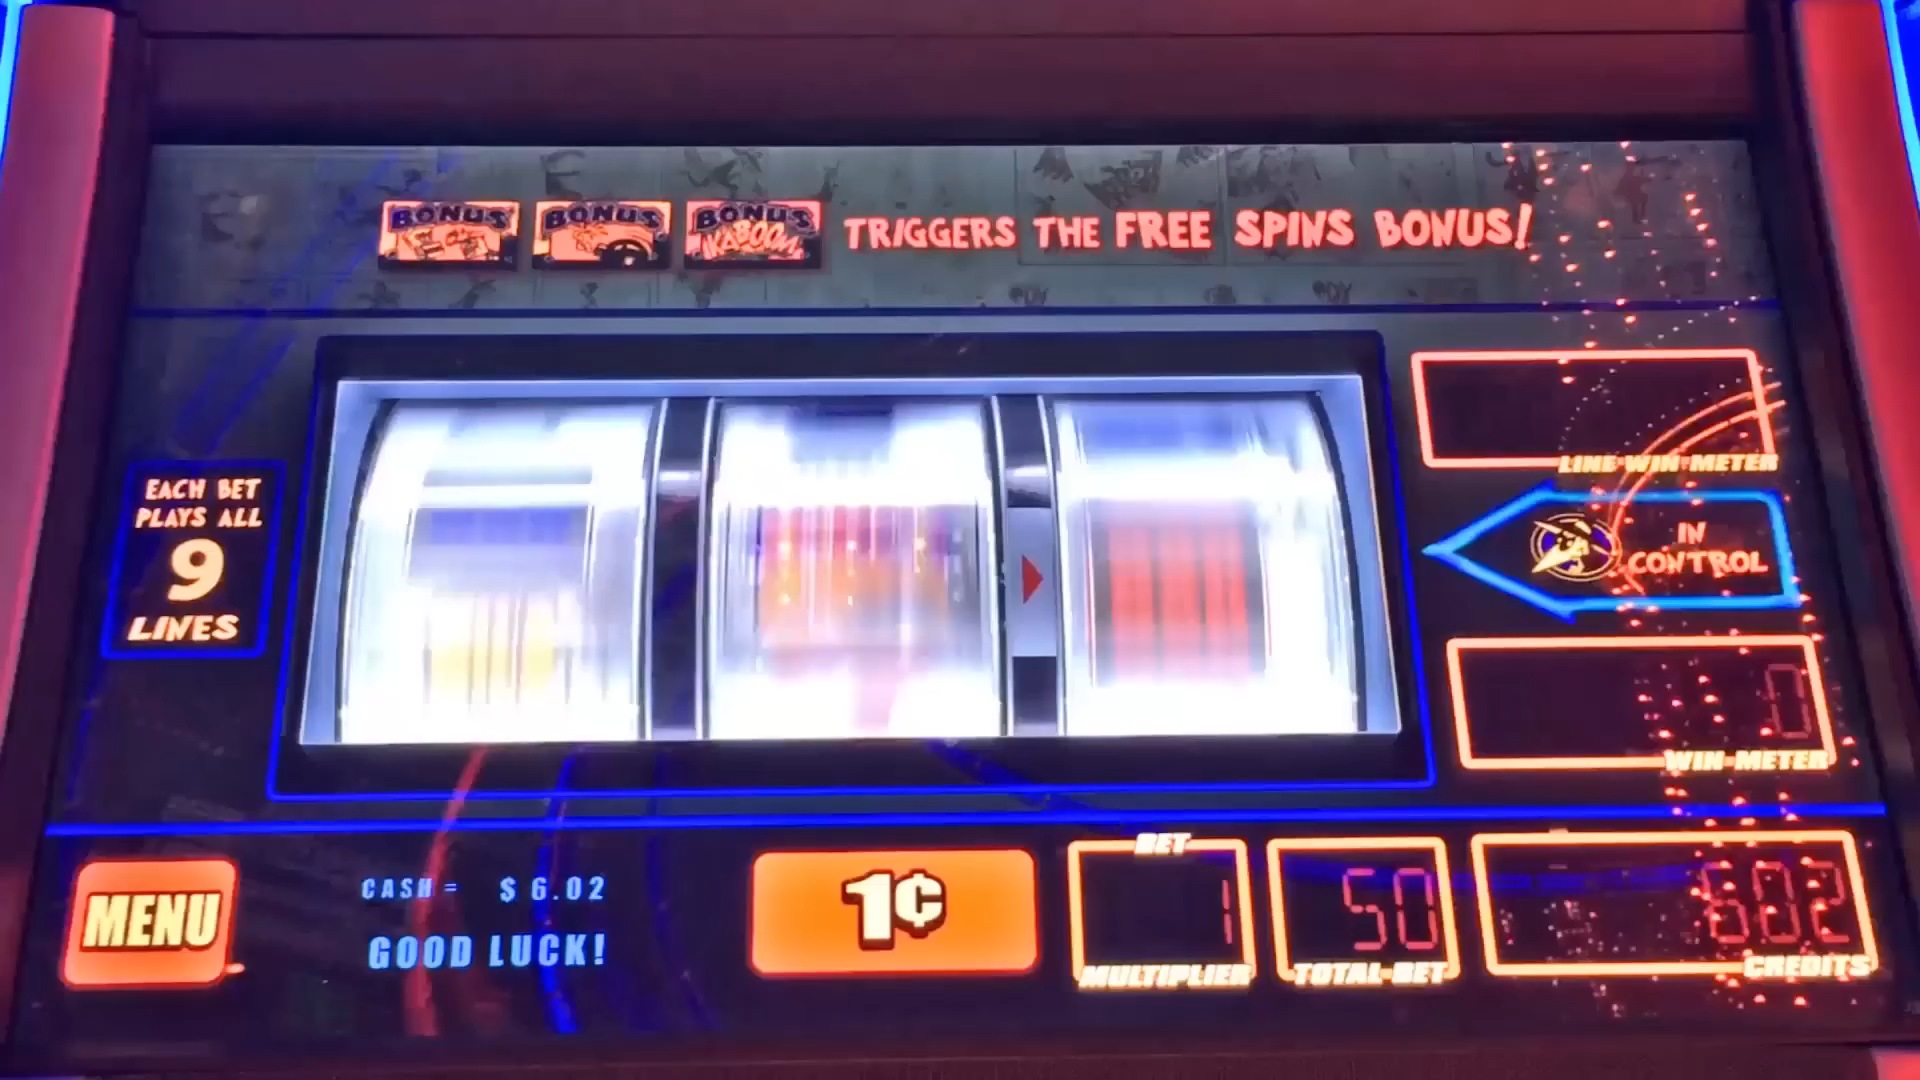 BONUS BONUS BONUS KABOOM TRIGGERS THE FREE SPINS BONUS!
EACH BET
PLAYS ALL
9
LINES
LINE WIN METER
IN
CONTROL
0
WIN METER
MENU
CASH = $ 6.02
GOOD LUCK!
1¢
BET
1
MULTIPLIER
50
TOTAL BET
602
CREDITS